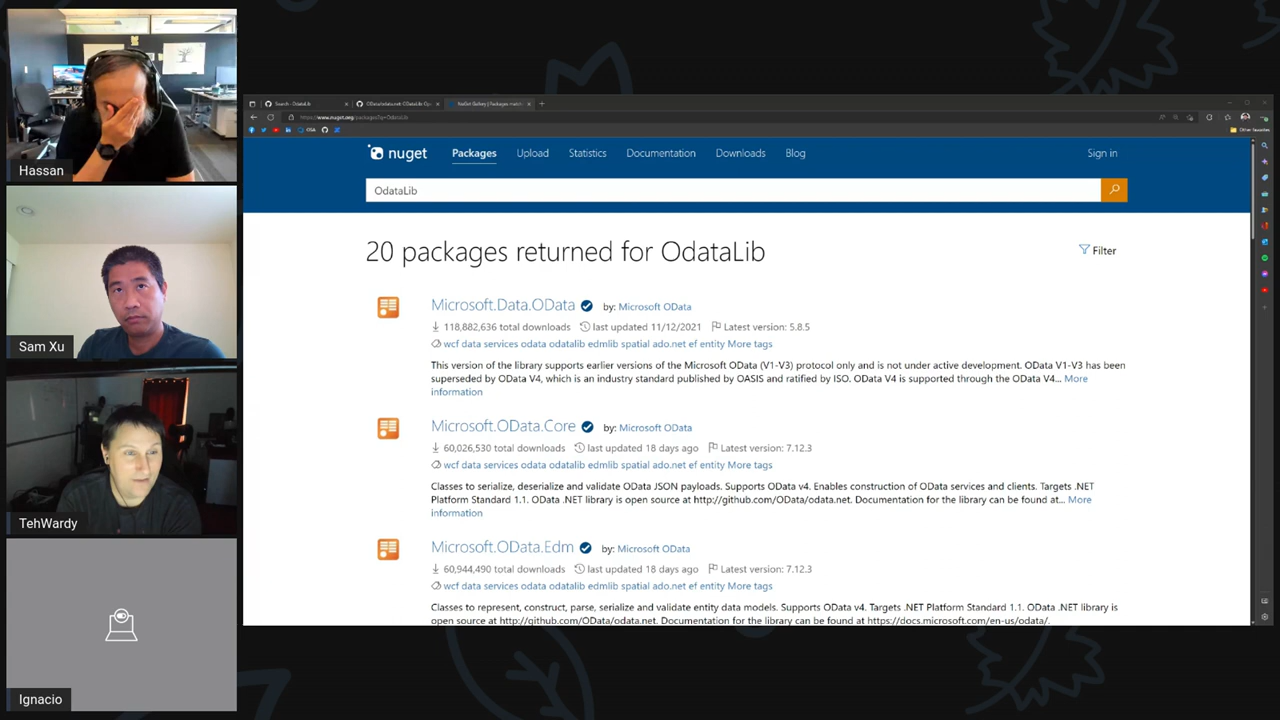 Hassan
Sam Xu
TehWardy
Ignacio
Search - OdataLib
NuGet Gallery | Packages match
https://www.nuget.org/packages?q=OdataLib
Other favorites
nuget
Packages
Upload
Statistics
Documentation
Downloads
Blog
Sign in
OdataLib
20 packages returned for OdataLib
Filter
Microsoft.Data.OData by: Microsoft OData
118,882,636 total downloads last updated 11/12/2021 Latest version: 5.8.5
wcf data services odata odatalib edmlib spatial ado.net ef entity More tags
This version of the library supports earlier versions of the Microsoft OData (V1-V3) protocol only and is not under active development. OData V1-V3 has been
superseded by OData V4, which is an industry standard published by OASIS and ratified by ISO. OData V4 is supported through the OData V4... More
information
Microsoft.OData.Core by: Microsoft OData
60,026,530 total downloads last updated 18 days ago Latest version: 7.12.3
wcf data services odata odatalib edmlib spatial ado.net ef entity More tags
Classes to serialize, deserialize and validate OData JSON payloads. Supports OData v4. Enables construction of OData services and clients. Targets .NET
Platform Standard 1.1. OData .NET library is open source at http://github.com/OData/odata.net. Documentation for the library can be found at... More
information
Microsoft.OData.Edm by: Microsoft OData
60,944,490 total downloads last updated 18 days ago Latest version: 7.12.3
wcf data services odata odatalib edmlib spatial ado.net ef entity More tags
Classes to represent, construct, parse, serialize and validate entity data models. Supports OData v4. Targets .NET Platform Standard 1.1. OData .NET library is
open source at http://github.com/OData/odata.net. Documentation for the library can be found at https://docs.microsoft.com/en-us/odata/.